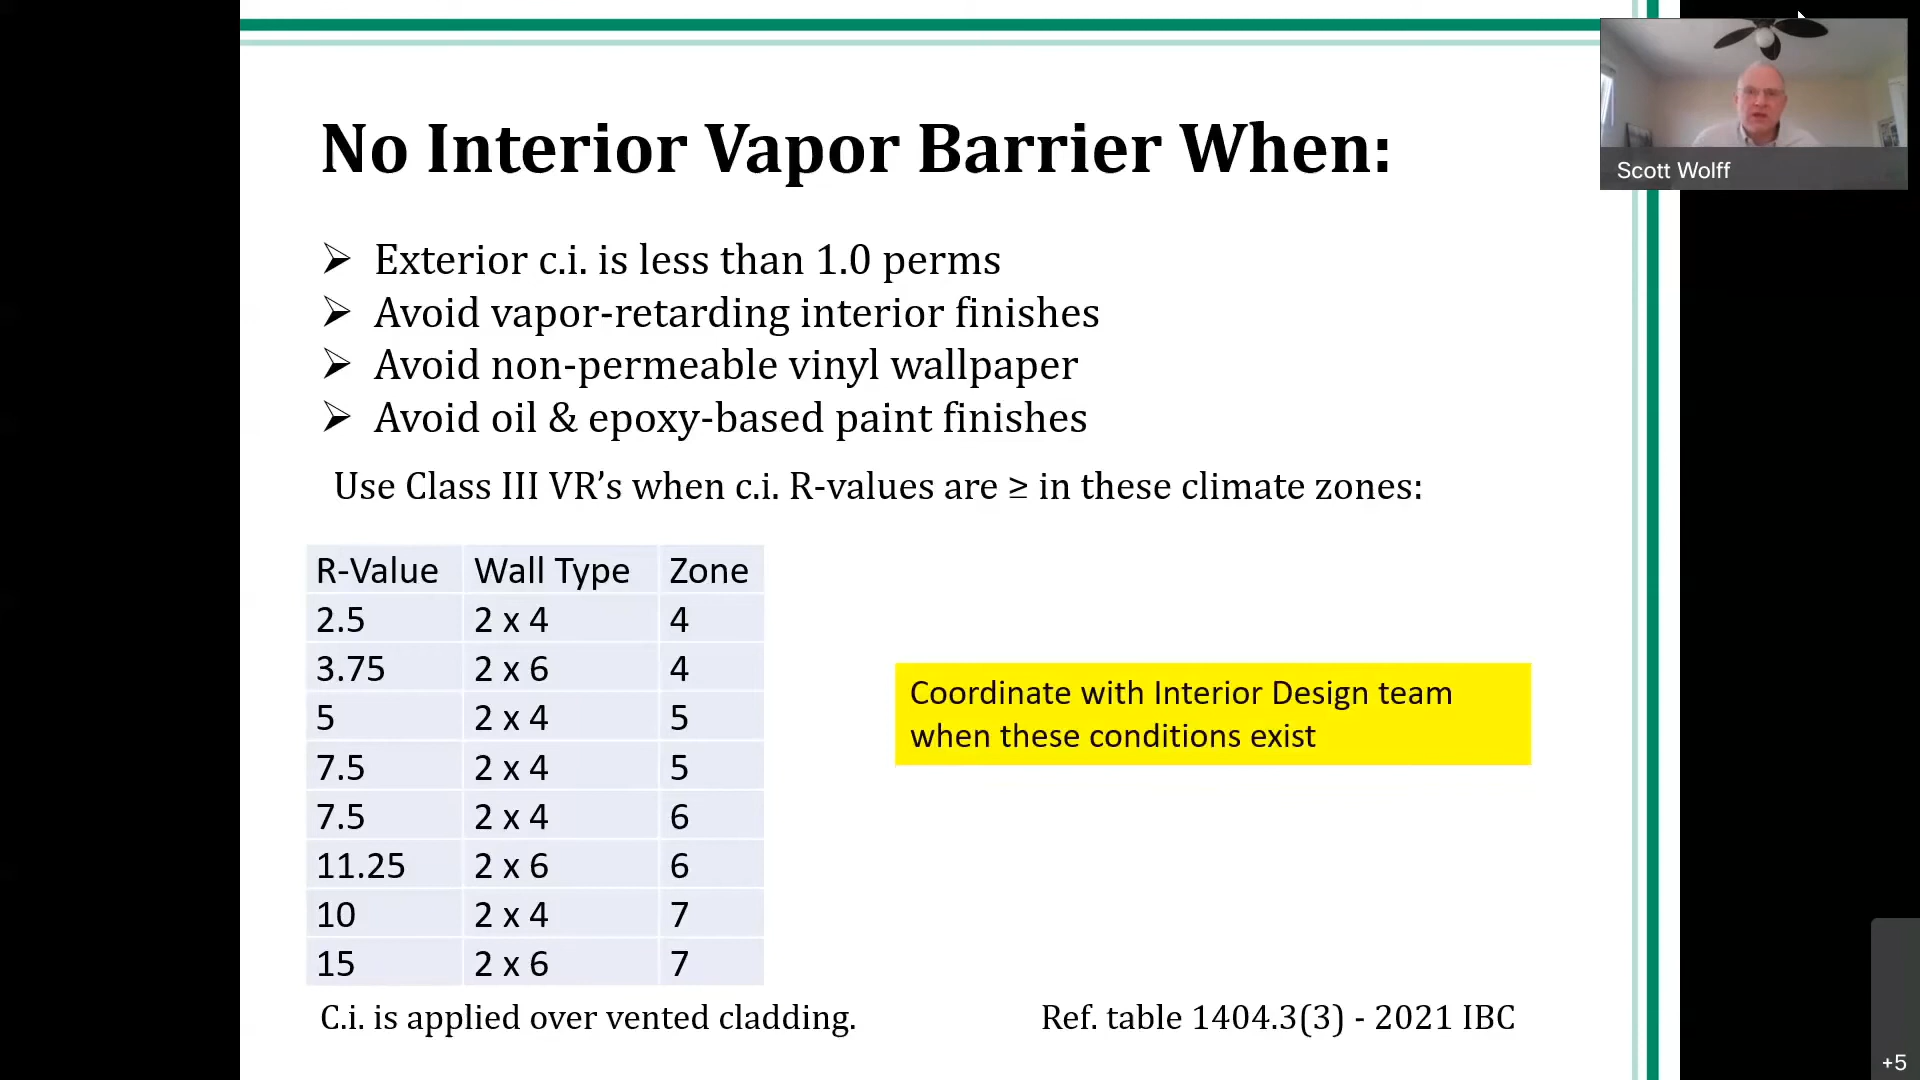 No Interior Vapor Barrier When:
Scott Wolff
➢ Exterior c.i. is less than 1.0 perms
➢ Avoid vapor-retarding interior finishes
➢ Avoid non-permeable vinyl wallpaper
➢ Avoid oil & epoxy-based paint finishes
Use Class III VR’s when c.i. R-values are ≥ in these climate zones:
R-Value Wall Type Zone
2.5 2 x 4 4
3.75 2 x 6 4
5 2 x 4 5
7.5 2 x 4 5
7.5 2 x 4 6
11.25 2 x 6 6
10 2 x 4 7
15 2 x 6 7
Coordinate with Interior Design team
when these conditions exist
C.i. is applied over vented cladding.
Ref. table 1404.3(3) - 2021 IBC
+5